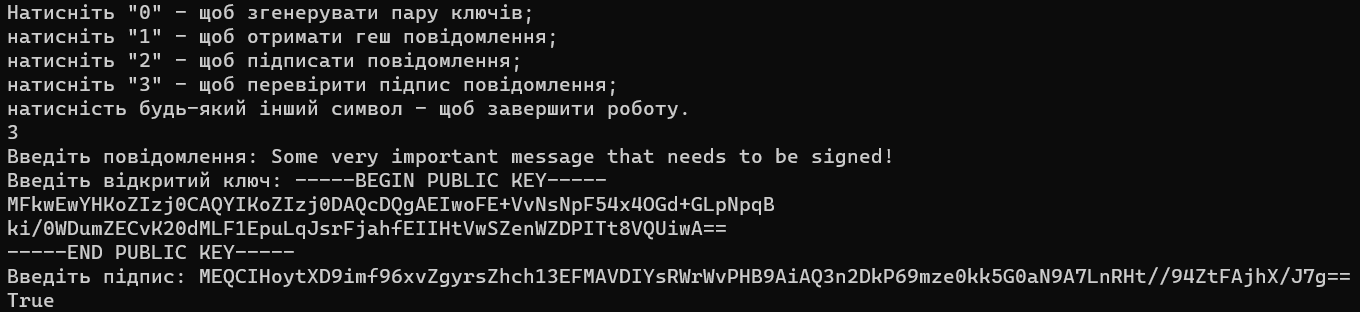 Натисніть "0" - щоб згенерувати пару ключів;
натисніть "1" - щоб отримати геш повідомлення;
натисніть "2" - щоб підписати повідомлення;
натисніть "3" - щоб перевірити підпис повідомлення;
натисність будь-який інший символ - щоб завершити роботу.
3
Введіть повідомлення: Some very important message that needs to be signed!
Введіть відкритий ключ: -----BEGIN PUBLIC KEY-----
MFkwEwYHKoZIzj0CAQYIKoZIzj0DAQcDQgAEIwoFE+VvNsNpF54x4OGd+GLpNpqB
ki/0WDumZECvK20dMLF1EpuLqJsrFjahfEIIHtVwSZenWZDPITt8VQUiwA==
-----END PUBLIC KEY-----
Введіть підпис: MEQCIHoytXD9imf96xvZgyrsZhch13EFMAVDIYsRWrWvPHB9AiAQ3n2DkP69mze0kk5G0aN9A7LnRHt//94ZtFAjhX/J7g==
True